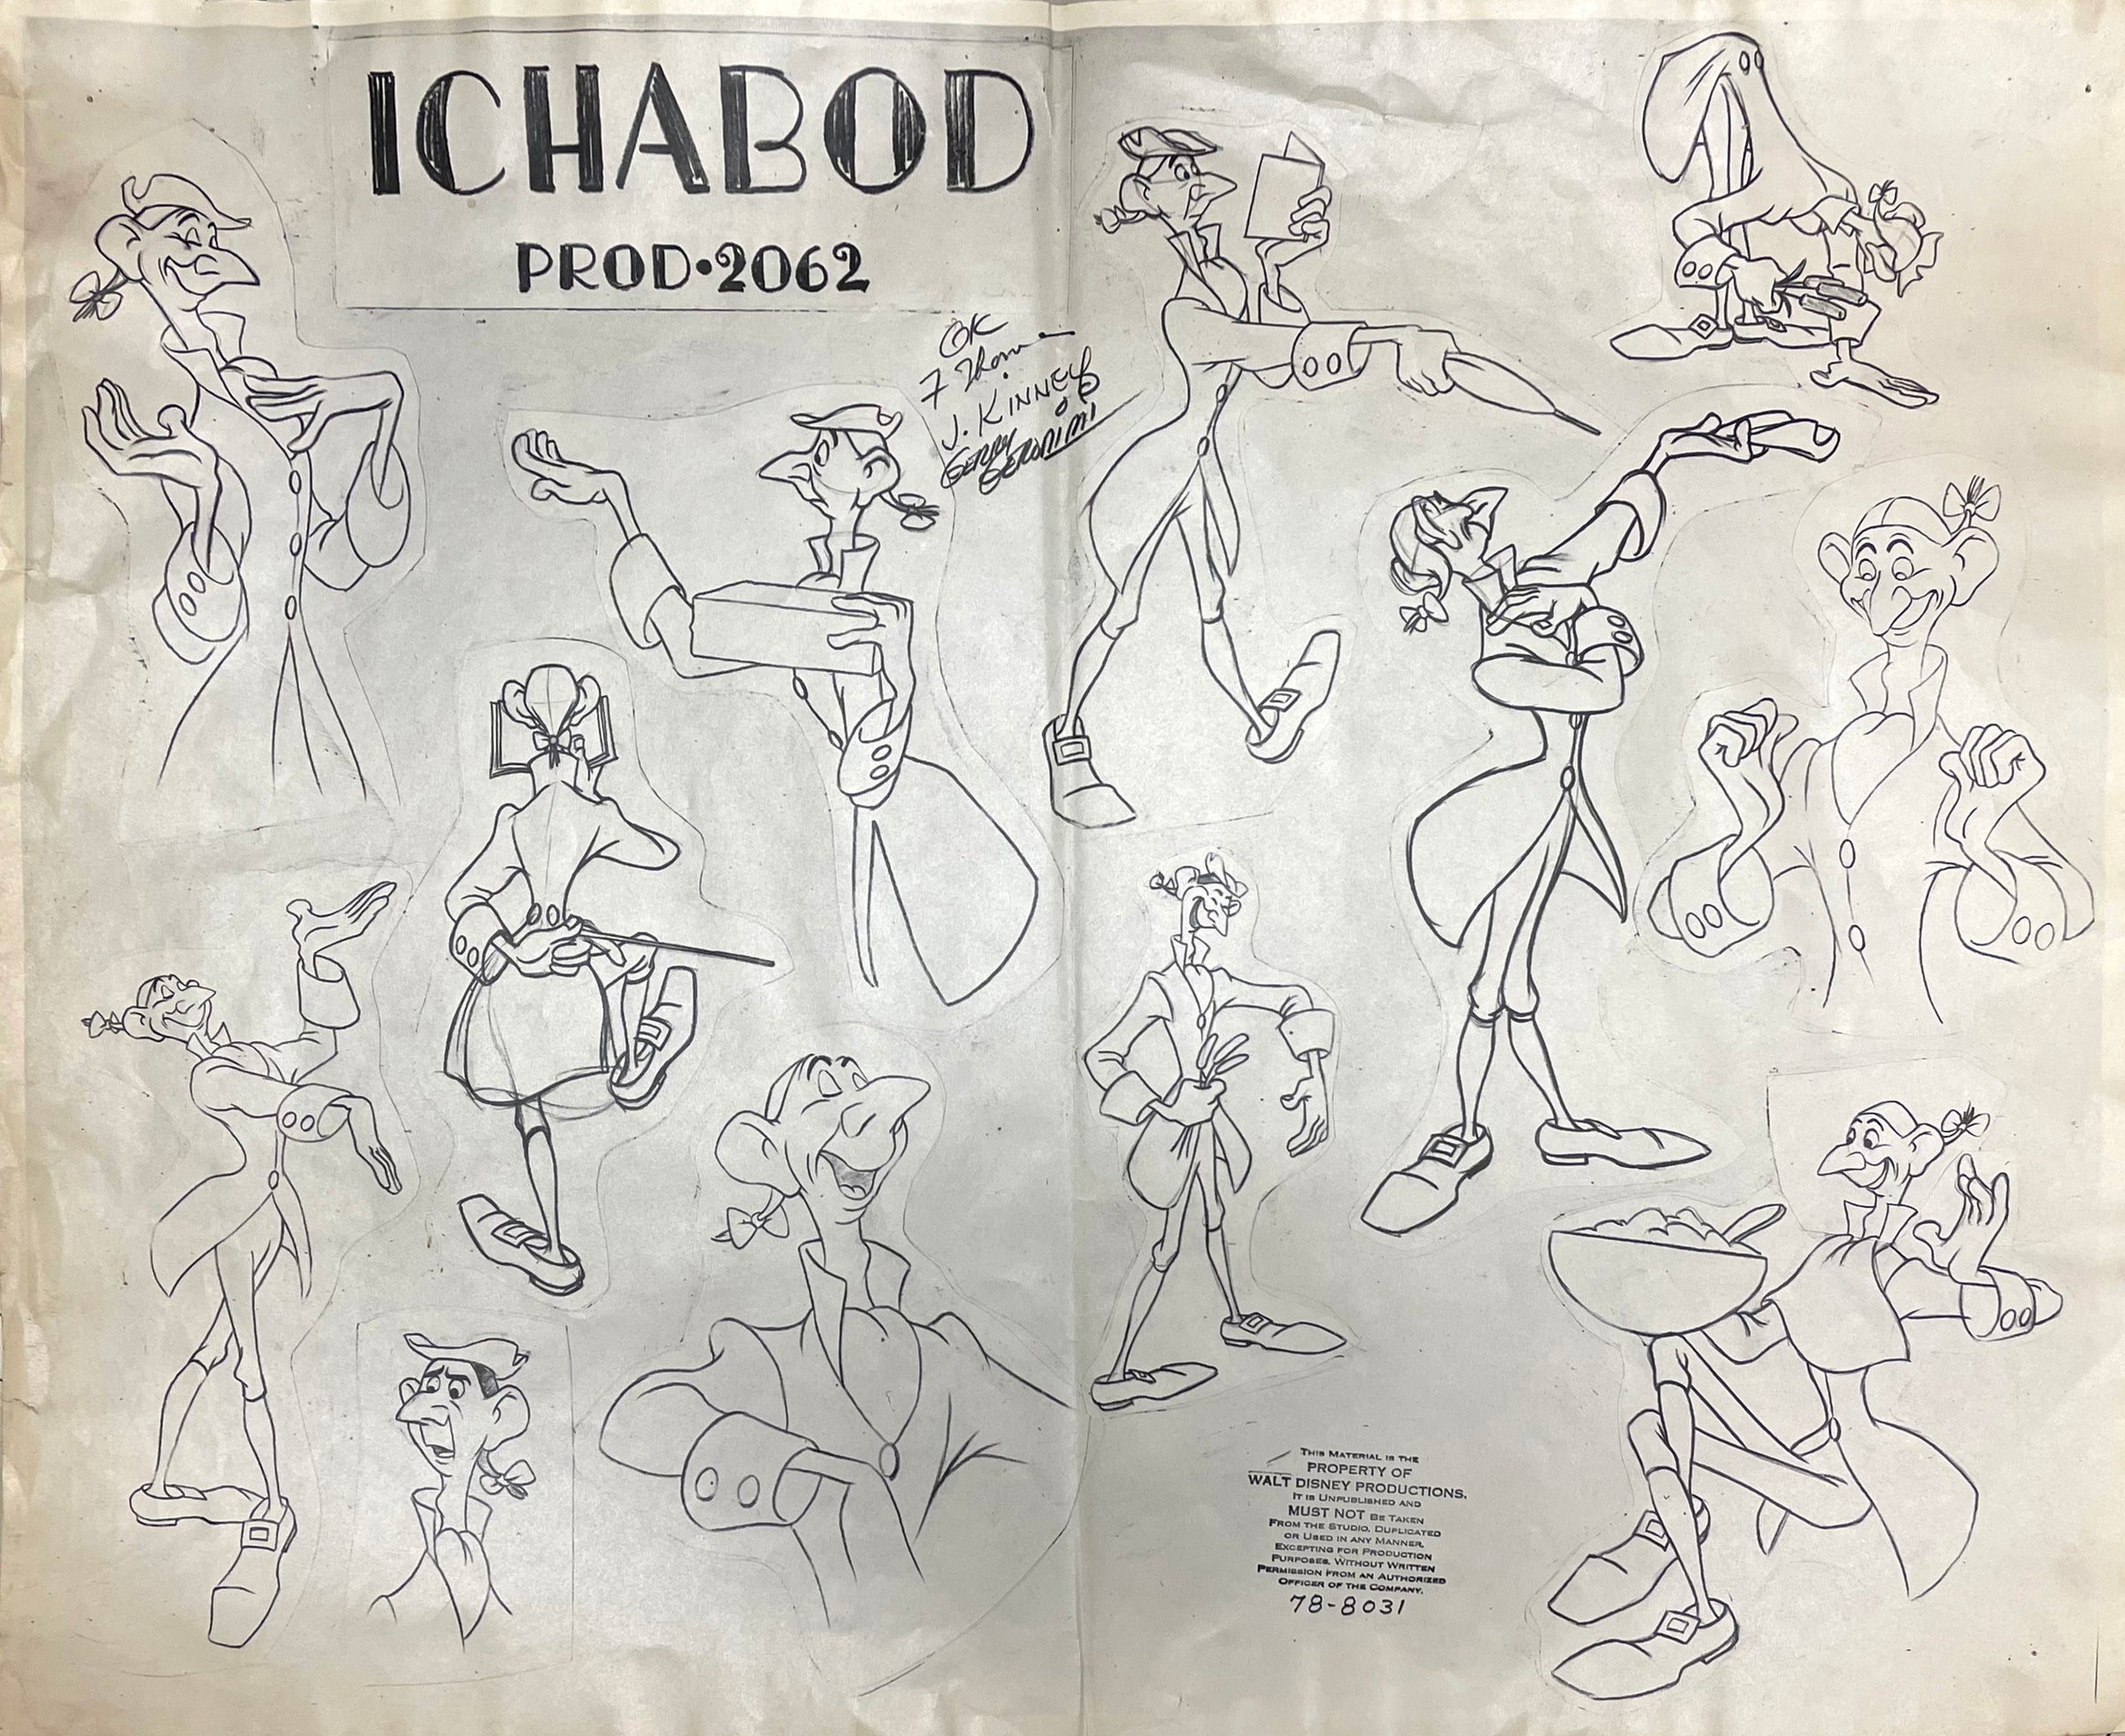 ICHABOD
PROD•2062
OK
F Thomas
J. KINNEY
GERRY
GERONIMI
THIS MATERIAL IS THE
PROPERTY OF
WALT DISNEY PRODUCTIONS.
IT IS UNPUBLISHED AND
MUST NOT BE TAKEN
FROM THE STUDIO, DUPLICATED
OR USED IN ANY MANNER,
EXCEPTING FOR PRODUCTION
PURPOSES, WITHOUT WRITTEN
PERMISSION FROM AN AUTHORIZED
OFFICER OF THE COMPANY.
78-8031